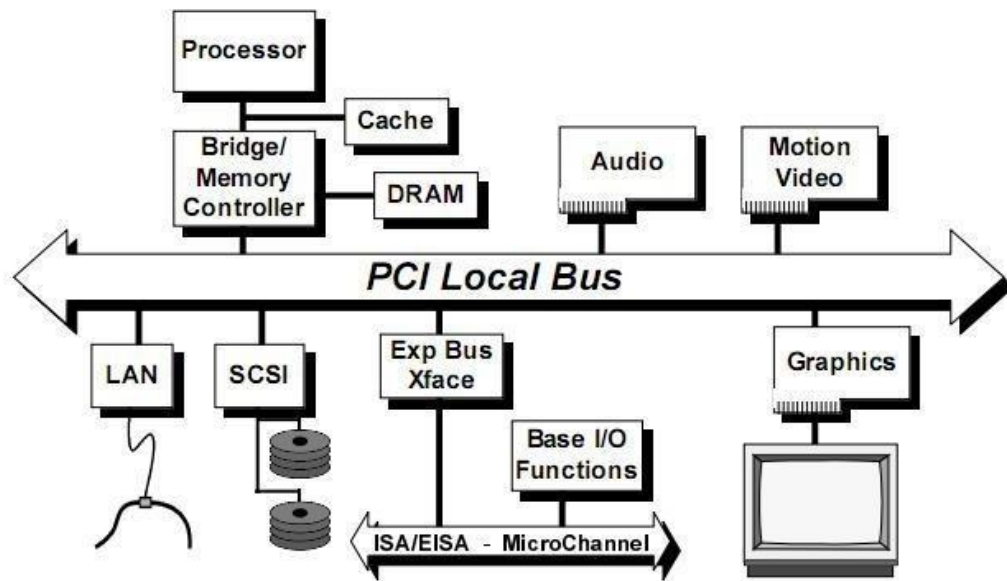 Processor
Cache
Bridge/
Memory
Controller
DRAM
Audio
Motion
Video
PCI Local Bus
LAN
SCSI
Exp Bus
Xface
Graphics
Base I/O
Functions
ISA/EISA - MicroChannel